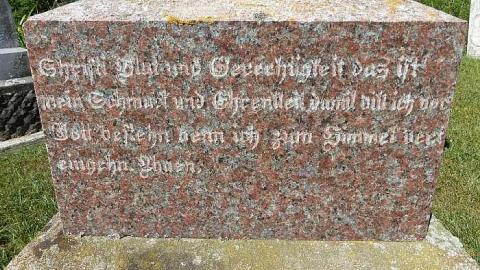 Christi Blut und Gerechtigkeit das ist
mein Schmuck und Ehrenkleid damit will ich vor
Gott bestehn denn ich zum Himmel werd
eingehn. Amen.